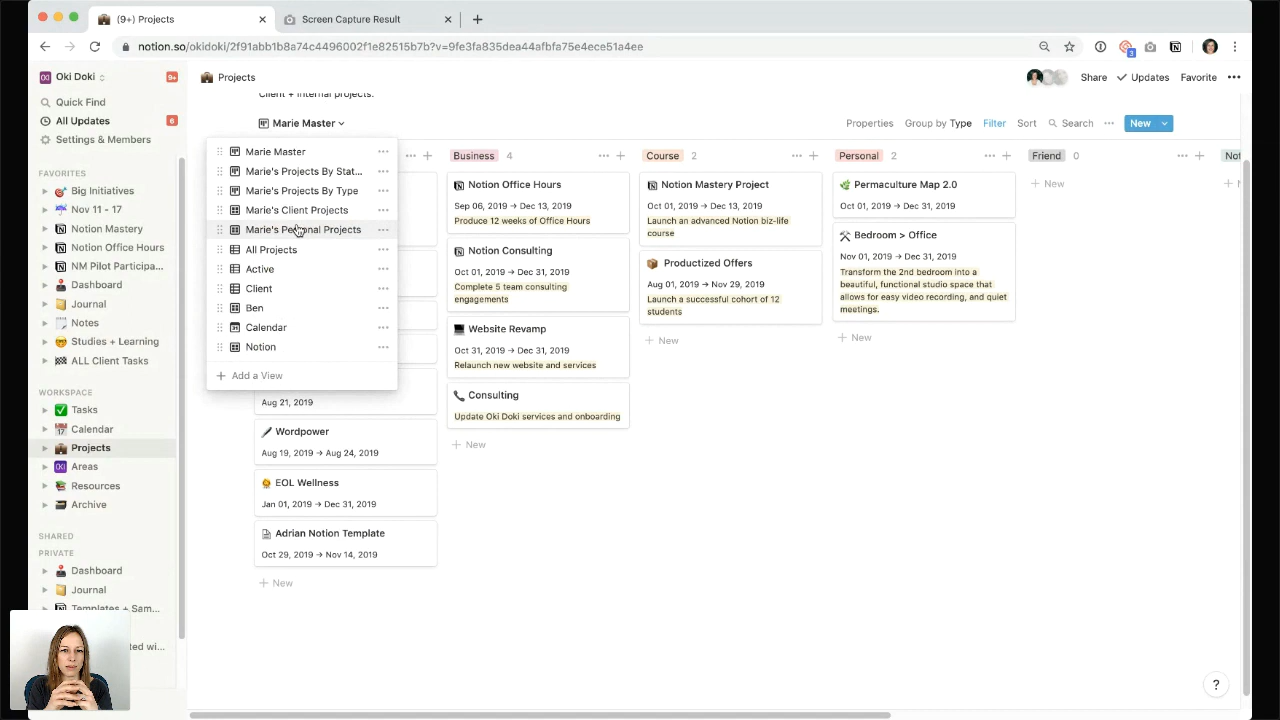 (9+) Projects
Screen Capture Result
notion.so/okidoki/2f91abb1b8a74c4496002f1e82515b7b?v=9fe3fa835dea44afbfa75e4ece51a4ee
3
Oki Doki
9+
Projects
Share
Updates
Favorite
Quick Find
All Updates
6
Settings & Members
FAVORITES
Big Initiatives
Nov 11 - 17
Notion Mastery
Notion Office Hours
NM Pilot Participa...
Dashboard
Journal
Notes
Studies + Learning
ALL Client Tasks
WORKSPACE
Tasks
Calendar
Projects
Areas
Resources
Archive
SHARED
PRIVATE
Dashboard
Journal
Templates + Sam...
ted wi...
Client + internal projects.
Marie Master
Properties
Group by Type
Filter
Sort
Search
New
Marie Master
Marie's Projects By Stat...
Marie's Projects By Type
Marie's Client Projects
Marie's Personal Projects
All Projects
Active
Client
Ben
Calendar
Notion
Add a View
Aug 21, 2019
Wordpower
Aug 19, 2019 → Aug 24, 2019
EOL Wellness
Jan 01, 2019 → Dec 31, 2019
Adrian Notion Template
Oct 29, 2019 → Nov 14, 2019
New
Business 4
Notion Office Hours
Sep 06, 2019 → Dec 13, 2019
Produce 12 weeks of Office Hours
Notion Consulting
Oct 01, 2019 → Dec 31, 2019
Complete 5 team consulting
engagements
Website Revamp
Oct 31, 2019 → Dec 31, 2019
Relaunch new website and services
Consulting
Update Oki Doki services and onboarding
New
Course 2
Notion Mastery Project
Oct 01, 2019 → Dec 13, 2019
Launch an advanced Notion biz-life
course
Productized Offers
Aug 01, 2019 → Nov 29, 2019
Launch a successful cohort of 12
students
New
Personal 2
Permaculture Map 2.0
Oct 01, 2019 → Dec 31, 2019
Bedroom > Office
Nov 01, 2019 → Dec 31, 2019
Transform the 2nd bedroom into a
beautiful, functional studio space that
allows for easy video recording, and quiet
meetings.
New
Friend 0
New
Not
?